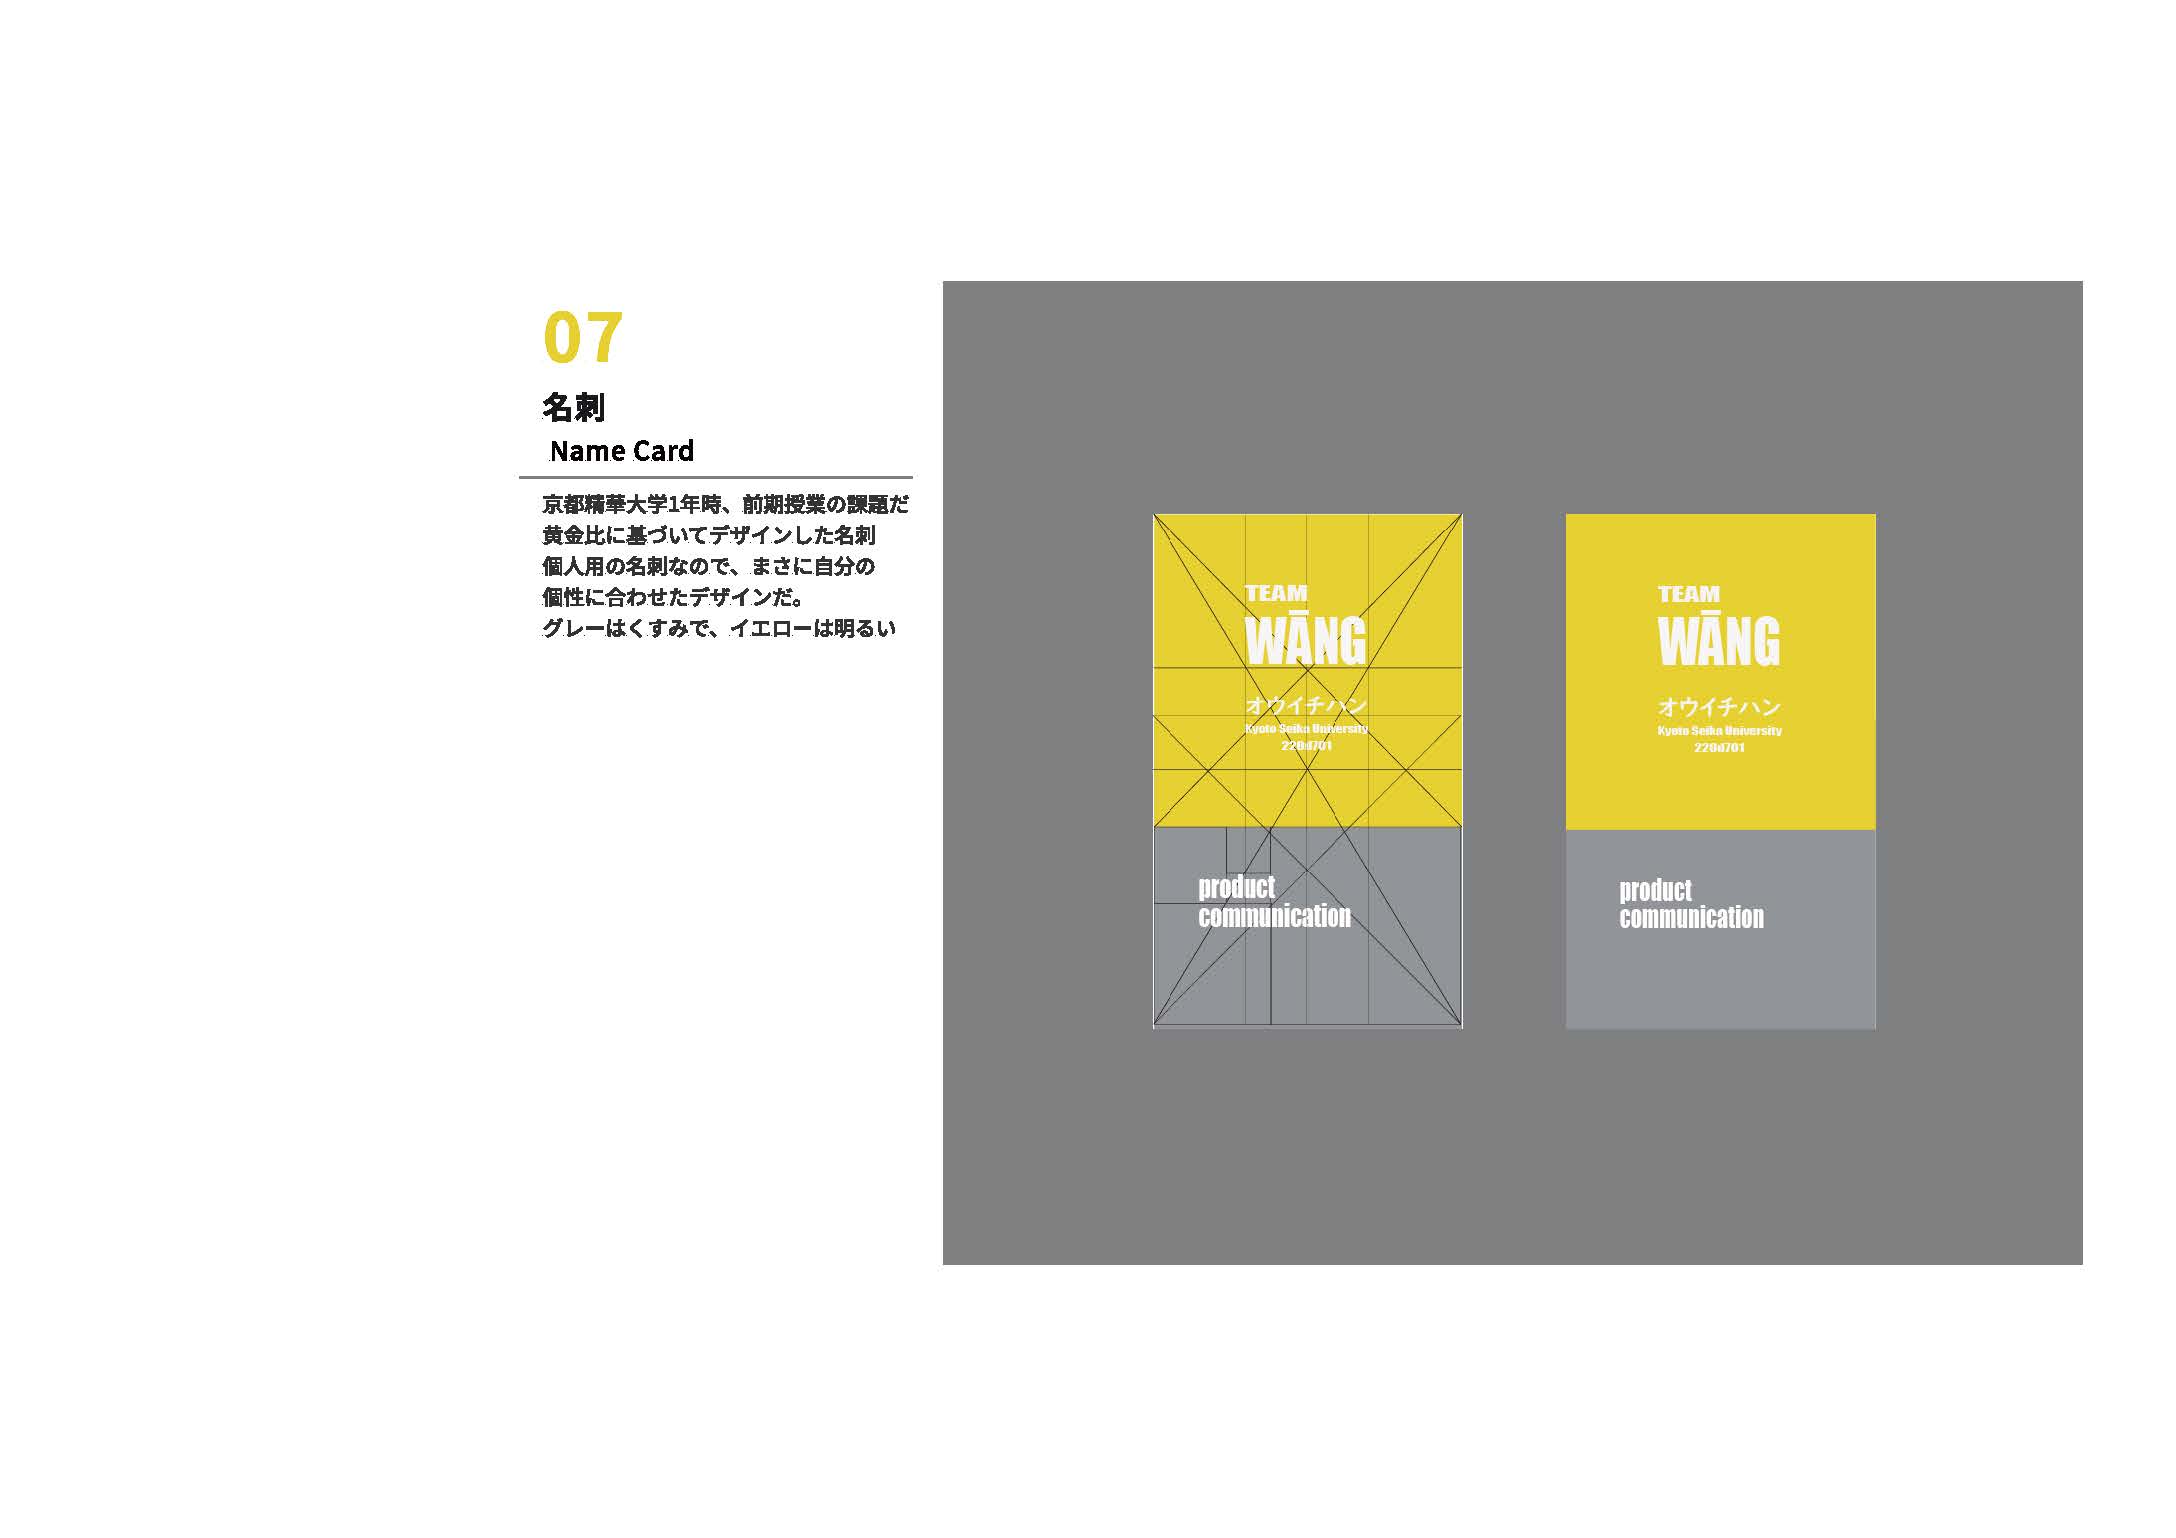 07
名刺
Name Card
京都精華大学1年時、前期授業の課題だ
黄金比に基づいてデザインした名刺
個人用の名刺なので、まさに自分の
個性に合わせたデザインだ。
グレーはくすみで、イエローは明るい
TEAM
WĀNG
オウイチハン
Kyoto Seika University
220d701
product
communication
TEAM
WĀNG
オウイチハン
Kyoto Seika University
220d701
product
communication